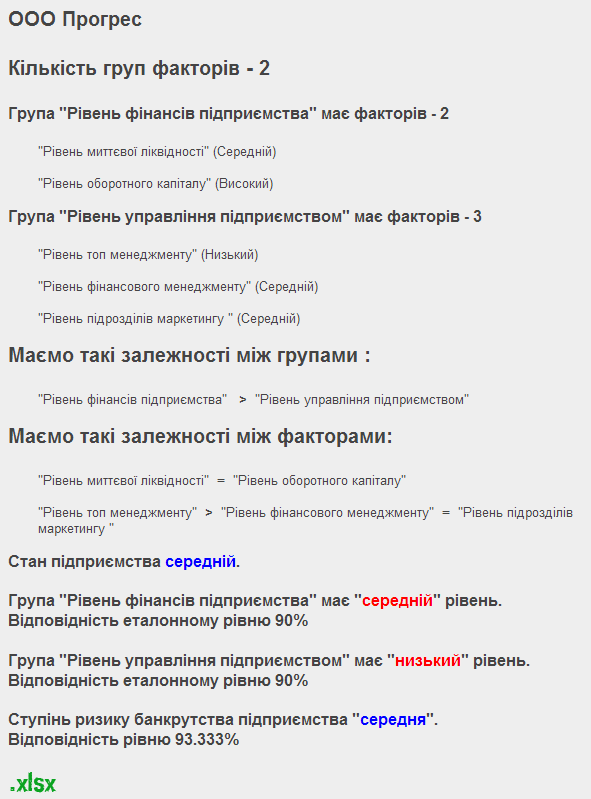 ООО Прогрес
Кількість груп факторів - 2
Група "Рівень фінансів підприємства" має факторів - 2
"Рівень миттєвої ліквідності" (Середній)
"Рівень оборотного капіталу" (Високий)
Група "Рівень управління підприємством" має факторів - 3
"Рівень топ менеджменту" (Низький)
"Рівень фінансового менеджменту" (Середній)
"Рівень підрозділів маркетингу " (Середній)
Маємо такі залежності між групами :
"Рівень фінансів підприємства" > "Рівень управління підприємством"
Маємо такі залежності між факторами:
"Рівень миттєвої ліквідності" = "Рівень оборотного капіталу"
"Рівень топ менеджменту" > "Рівень фінансового менеджменту" = "Рівень підрозділів
маркетингу "
Стан підприємства середній.
Група "Рівень фінансів підприємства" має "середній" рівень.
Відповідність еталонному рівню 90%
Група "Рівень управління підприємством" має "низький" рівень.
Відповідність еталонному рівню 90%
Ступінь ризику банкрутства підприємства "середня".
Відповідність рівню 93.333%
.xlsx